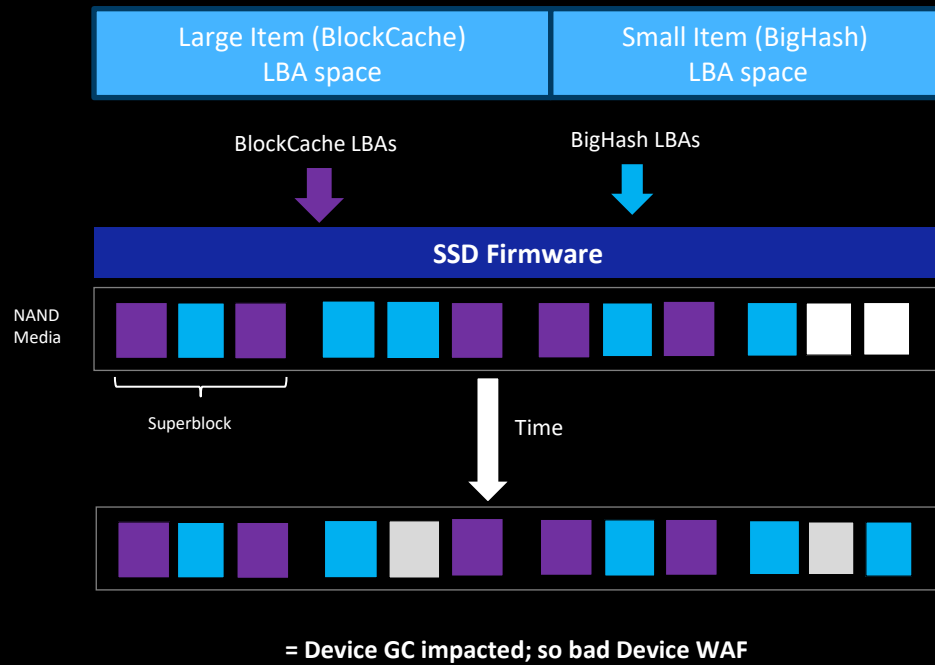 Large Item (BlockCache)
LBA space
Small Item (BigHash)
LBA space
BlockCache LBAs
BigHash LBAs
SSD Firmware
NAND
Media
Superblock
Time
= Device GC impacted; so bad Device WAF